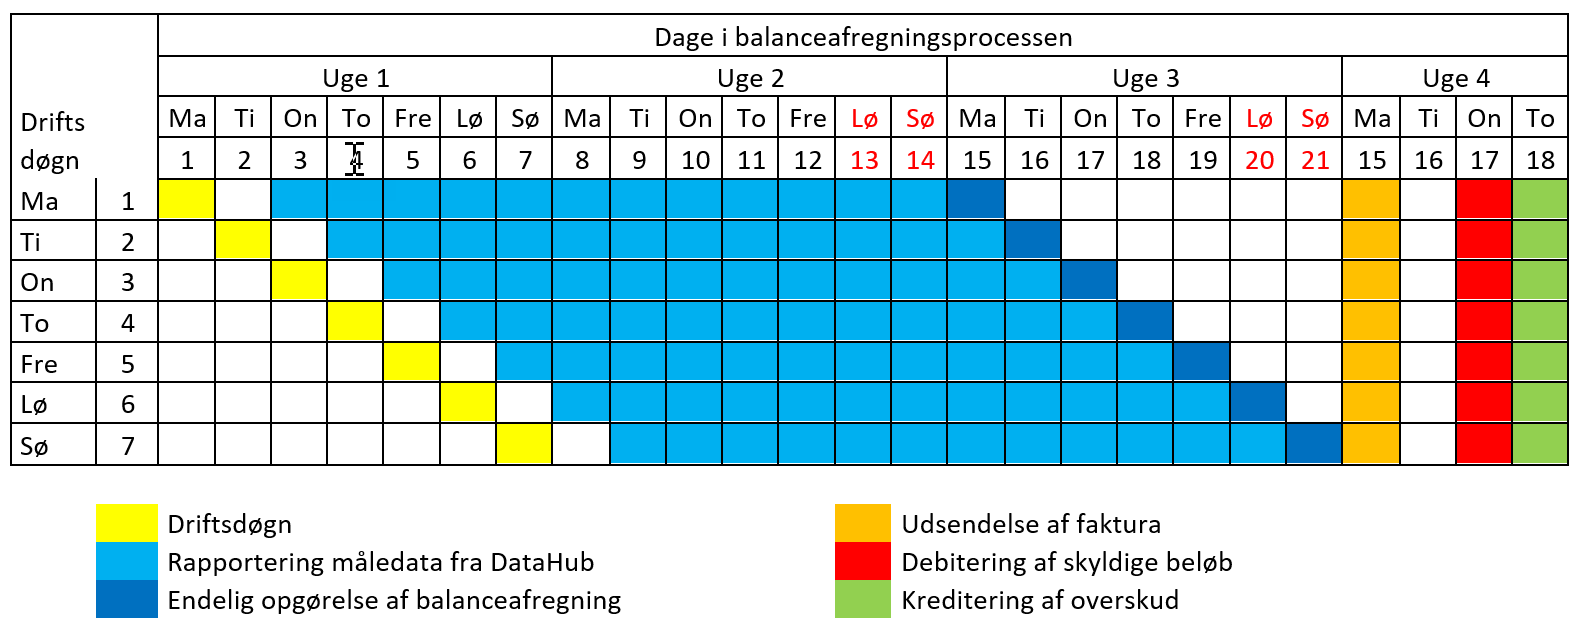 Dage i balanceafregningsprocessen
Uge 1 Uge 2 Uge 3 Uge 4
Drifts Ma Ti On To Fre Lø Sø Ma Ti On To Fre Lø Sø Ma Ti On To Fre Lø Sø Ma Ti On To
døgn 1 2 3 4 5 6 7 8 9 10 11 12 13 14 15 16 17 18 19 20 21 15 16 17 18
Ma 1
Ti 2
On 3
To 4
Fre 5
Lø 6
Sø 7
Driftsdøgn Udsendelse af faktura
Rapportering måledata fra DataHub Debitering af skyldige beløb
Endelig opgørelse af balanceafregning Kreditering af overskud